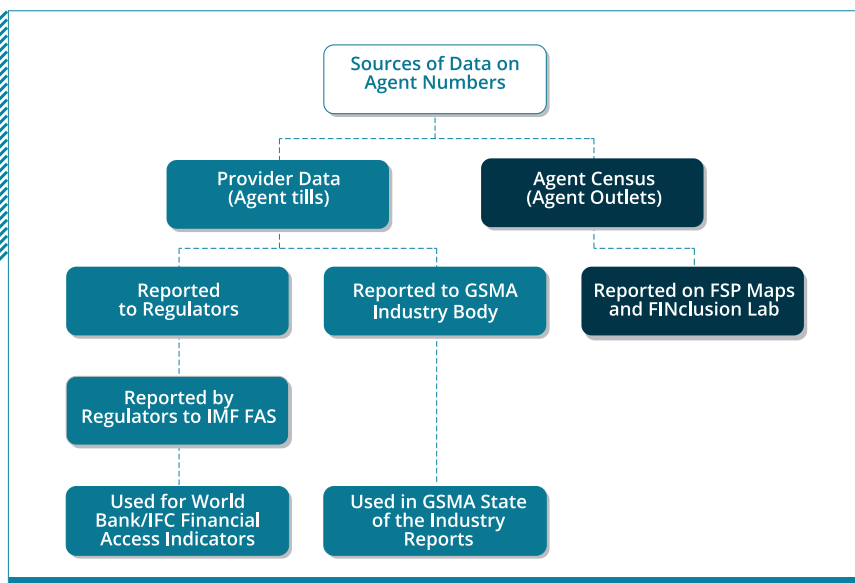 Sources of Data on
Agent Numbers
Provider Data
(Agent tills)
Agent Census
(Agent Outlets)
Reported
to Regulators
Reported to GSMA
Industry Body
Reported on FSP Maps
and FINclusion Lab
Reported by
Regulators to IMF FAS
Used for World
Bank/IFC Financial
Access Indicators
Used in GSMA State
of the Industry
Reports